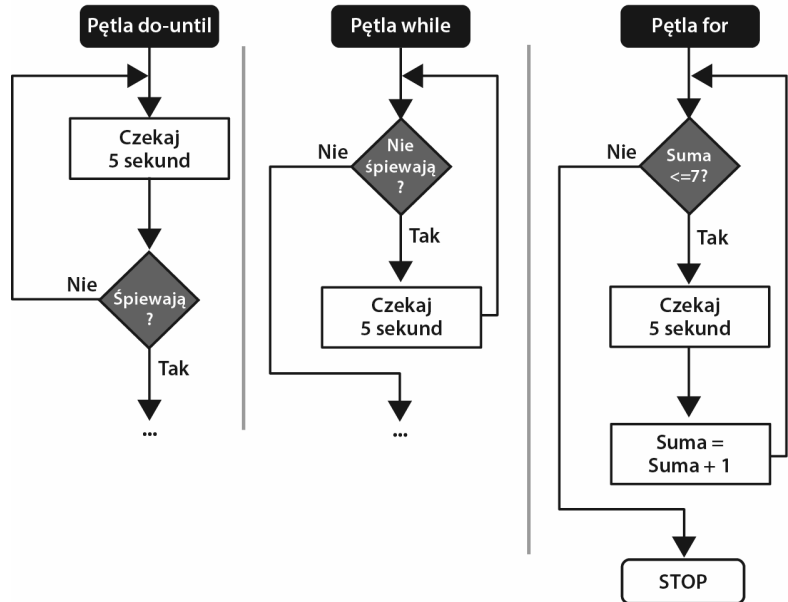 Pętla do-until
Czekaj
5 sekund
Nie
Śpiewają
?
Tak
...
Pętla while
Nie
Nie
śpiewają
?
Tak
Czekaj
5 sekund
...
Pętla for
Nie
Suma
<=7?
Tak
Czekaj
5 sekund
Suma =
Suma + 1
STOP